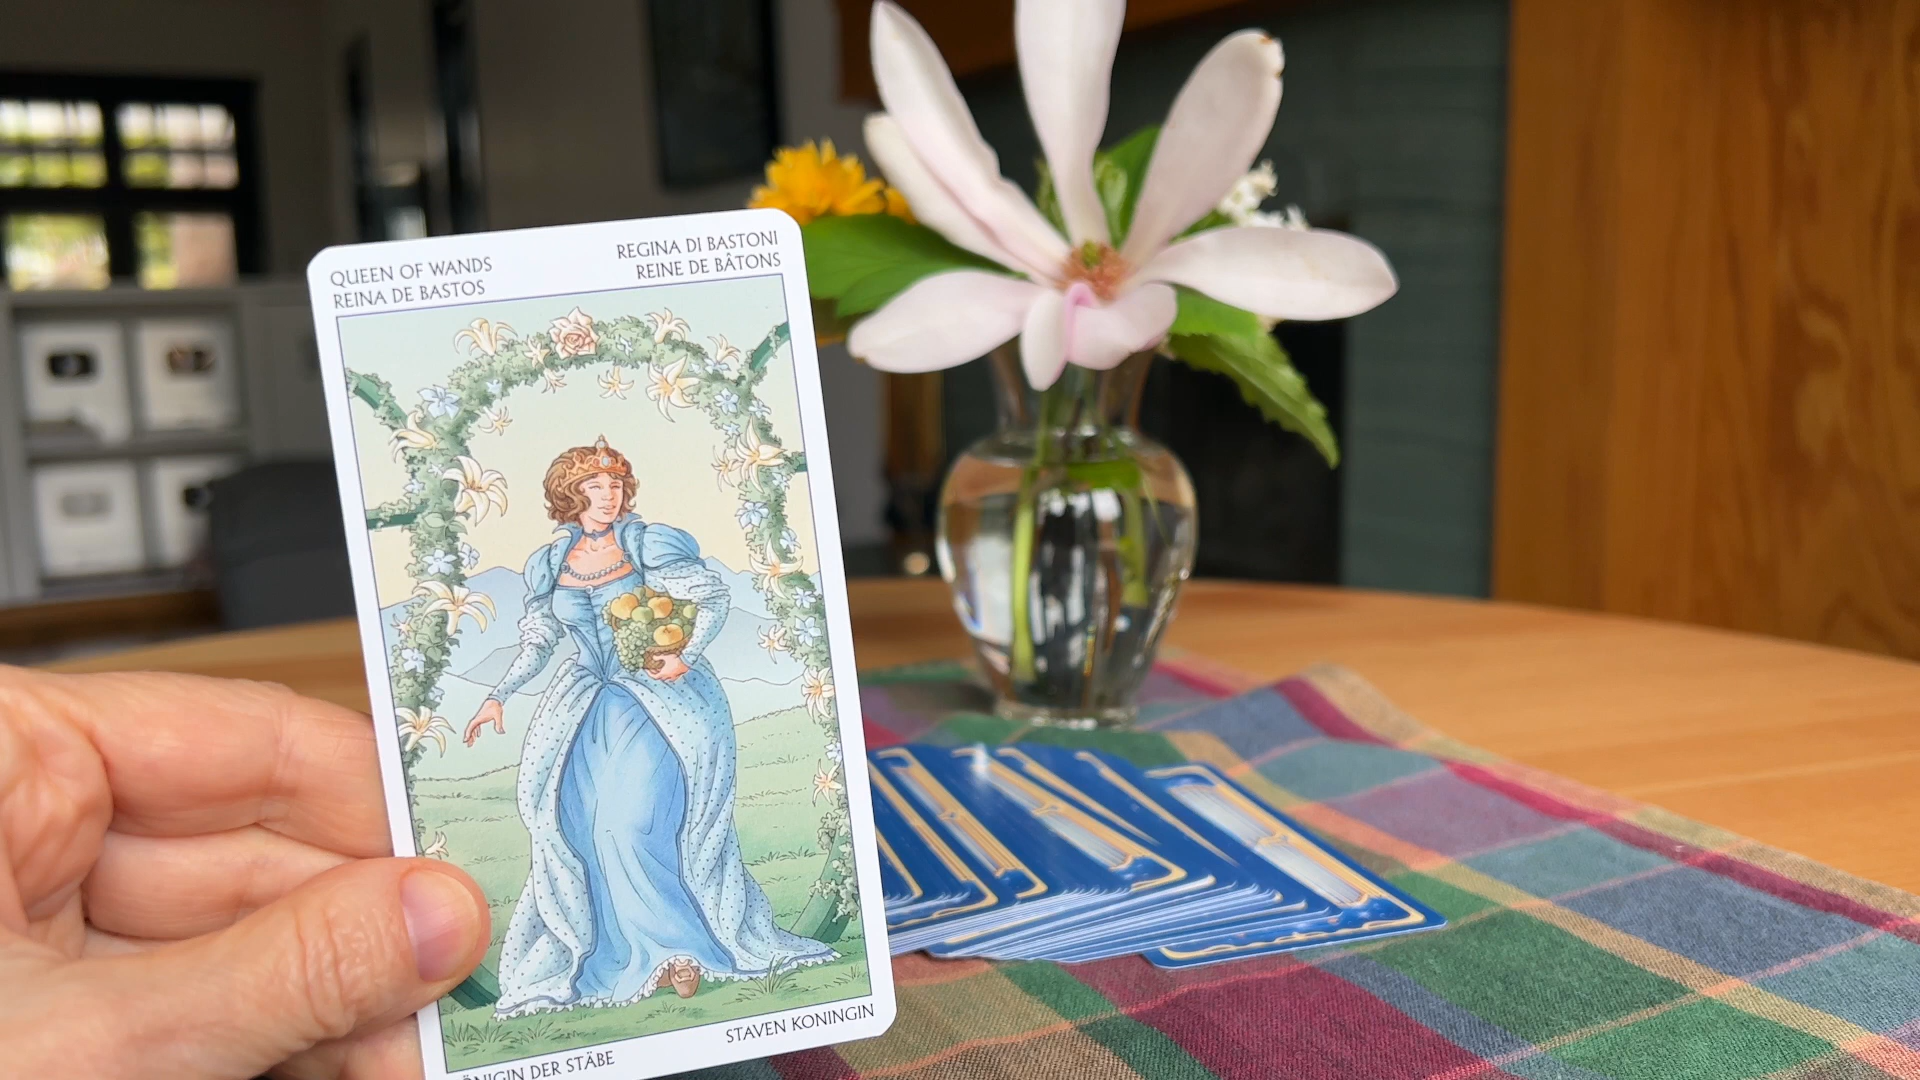 QUEEN OF WANDS
REINA DE BASTOS
REGINA DI BASTONI
REINE DE BÂTONS
STAVEN KONINGIN
ÖNIGIN DER STÄBE